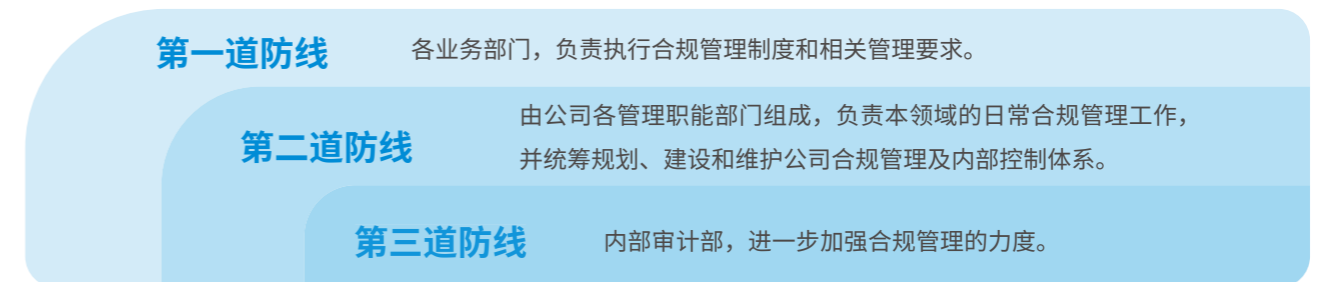 第一道防线
各业务部门，负责执行合规管理制度和相关管理要求。
第二道防线
由公司各管理职能部门组成，负责本领域的日常合规管理工作，
并统筹规划、建设和维护公司合规管理及内部控制体系。
第三道防线
内部审计部，进一步加强合规管理的力度。